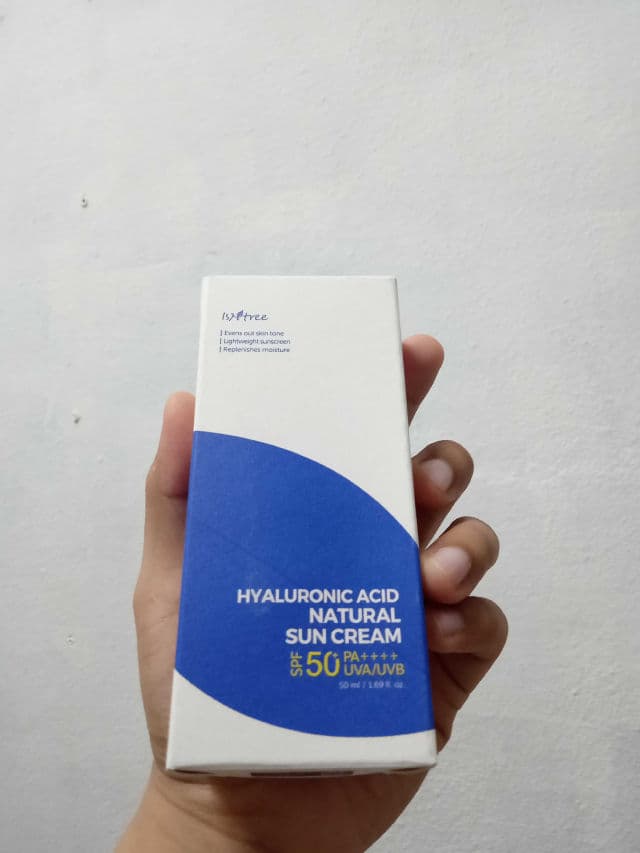 Isntree
| Evens out skin tone
| Lightweight sunscreen
| Replenishes moisture
HYALURONIC ACID
NATURAL
SUN CREAM
SPF 50+ PA++++
UVA/UVB
50 ml / 1.69 fl. oz.